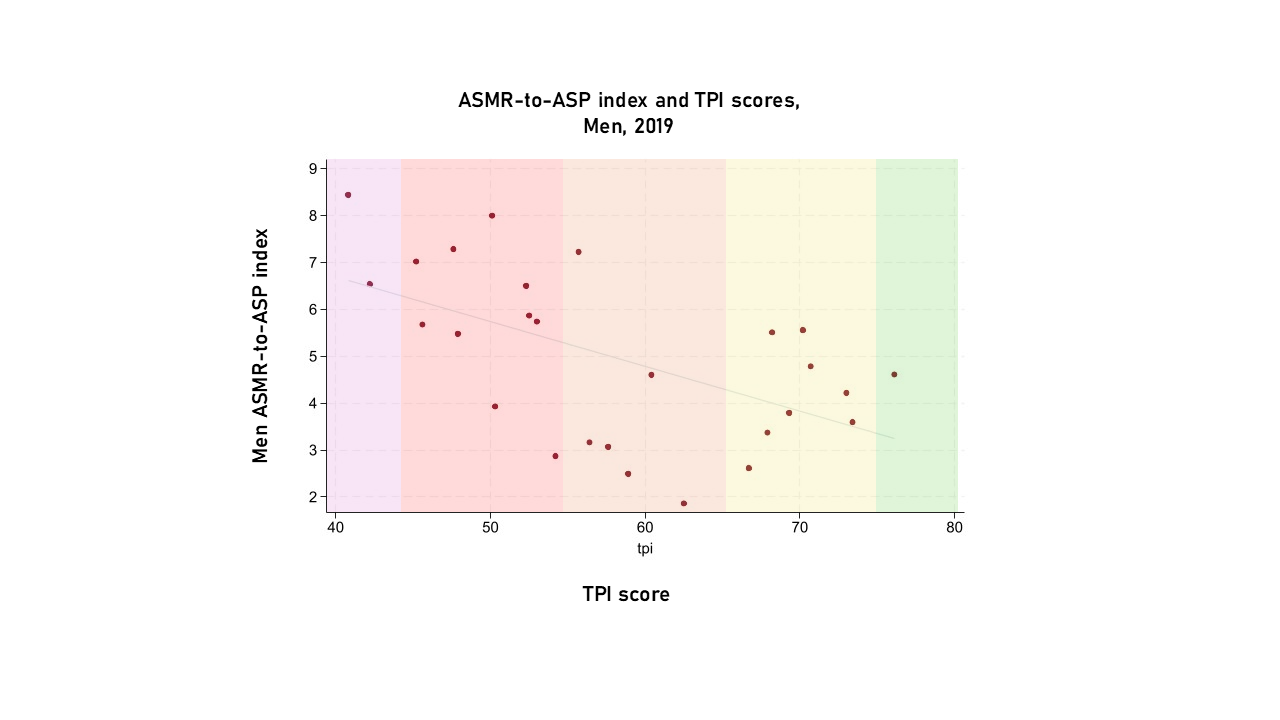 ASMR-to-ASP index and TPI scores,
Men, 2019
Men ASMR-to-ASP index
9
8
7
6
5
4
3
2
40 50 60 70 80
tpi
TPI score